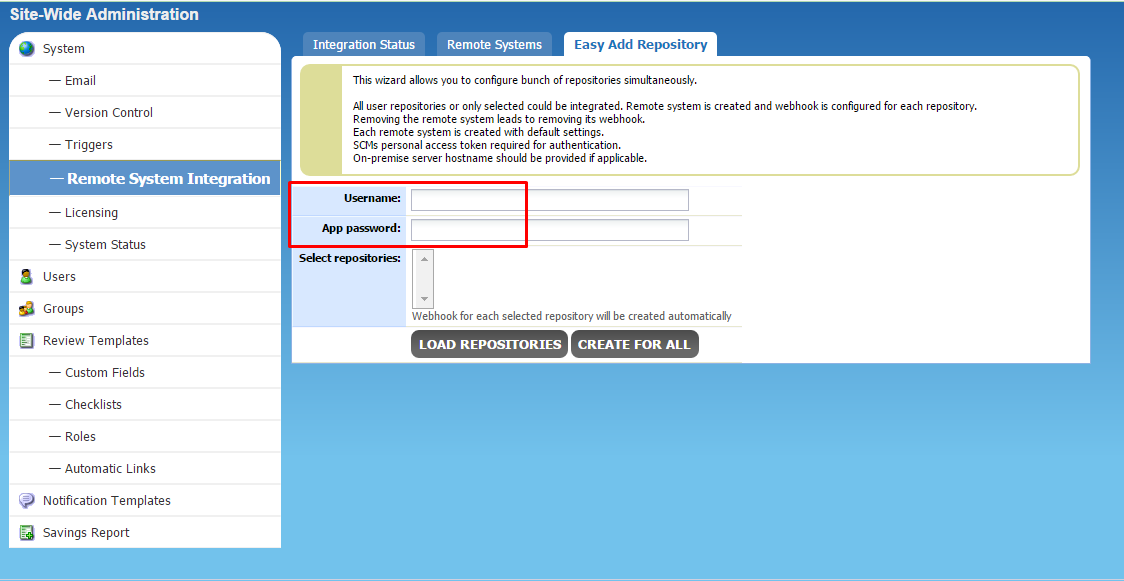 Site-Wide Administration
System
— Email
— Version Control
— Triggers
— Remote System Integration
— Licensing
— System Status
Users
Groups
Review Templates
— Custom Fields
— Checklists
— Roles
— Automatic Links
Notification Templates
Savings Report
Integration Status
Remote Systems
Easy Add Repository
This wizard allows you to configure bunch of repositories simultaneously.
All user repositories or only selected could be integrated. Remote system is created and webhook is configured for each repository.
Removing the remote system leads to removing its webhook.
Each remote system is created with default settings.
SCMs personal access token required for authentication.
On-premise server hostname should be provided if applicable.
Username:
App password:
Select repositories:
Webhook for each selected repository will be created automatically
LOAD REPOSITORIES
CREATE FOR ALL